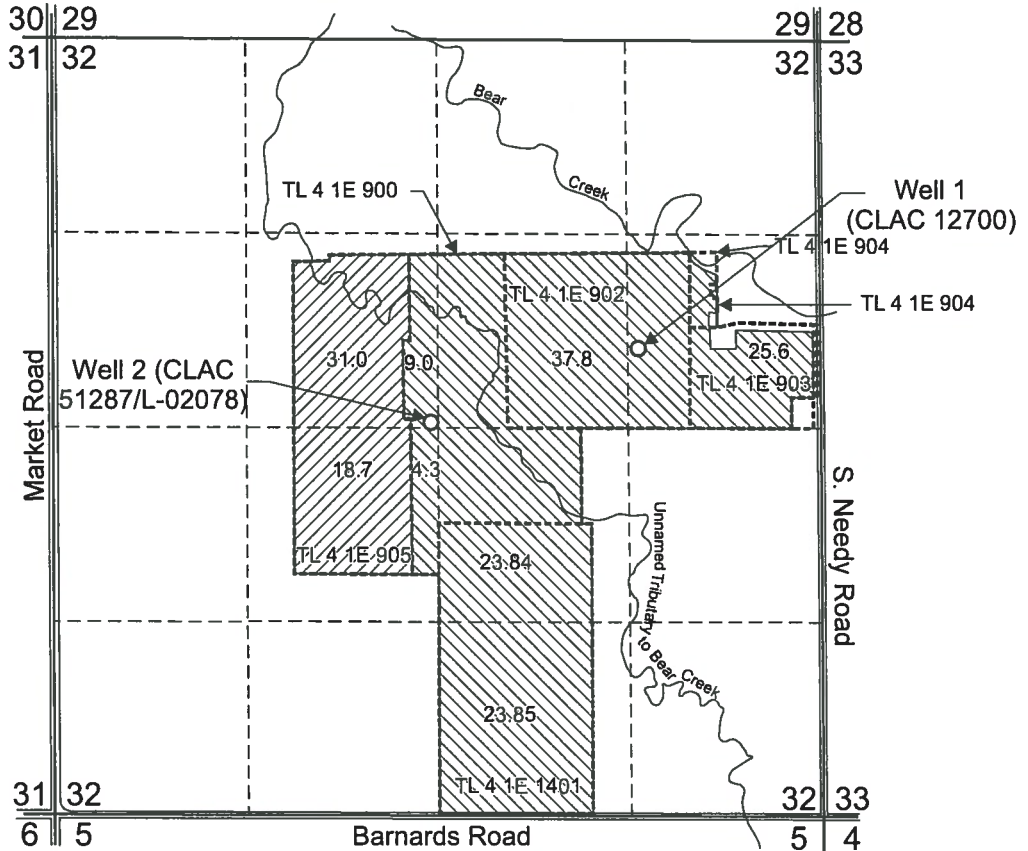 30 29
29 28
31 32
32 33
Bear
Creek
TL 4 1E 900
Well 1
(CLAC 12700)
TL 4 1E 904
TL 4 1E 902
TL 4 1E 904
31.0
9.0
37.8
25.6
TL 4 1E 903
Well 2 (CLAC
51287/L-02078)
Market Road
18.7
4.3
S. Needy Road
Unnamed Tributary
to Bear Creek
TL 4 1E 905
23.84
23.85
TL 4 1E 1401
31 32
32 33
6 5
Barnards Road
5 4